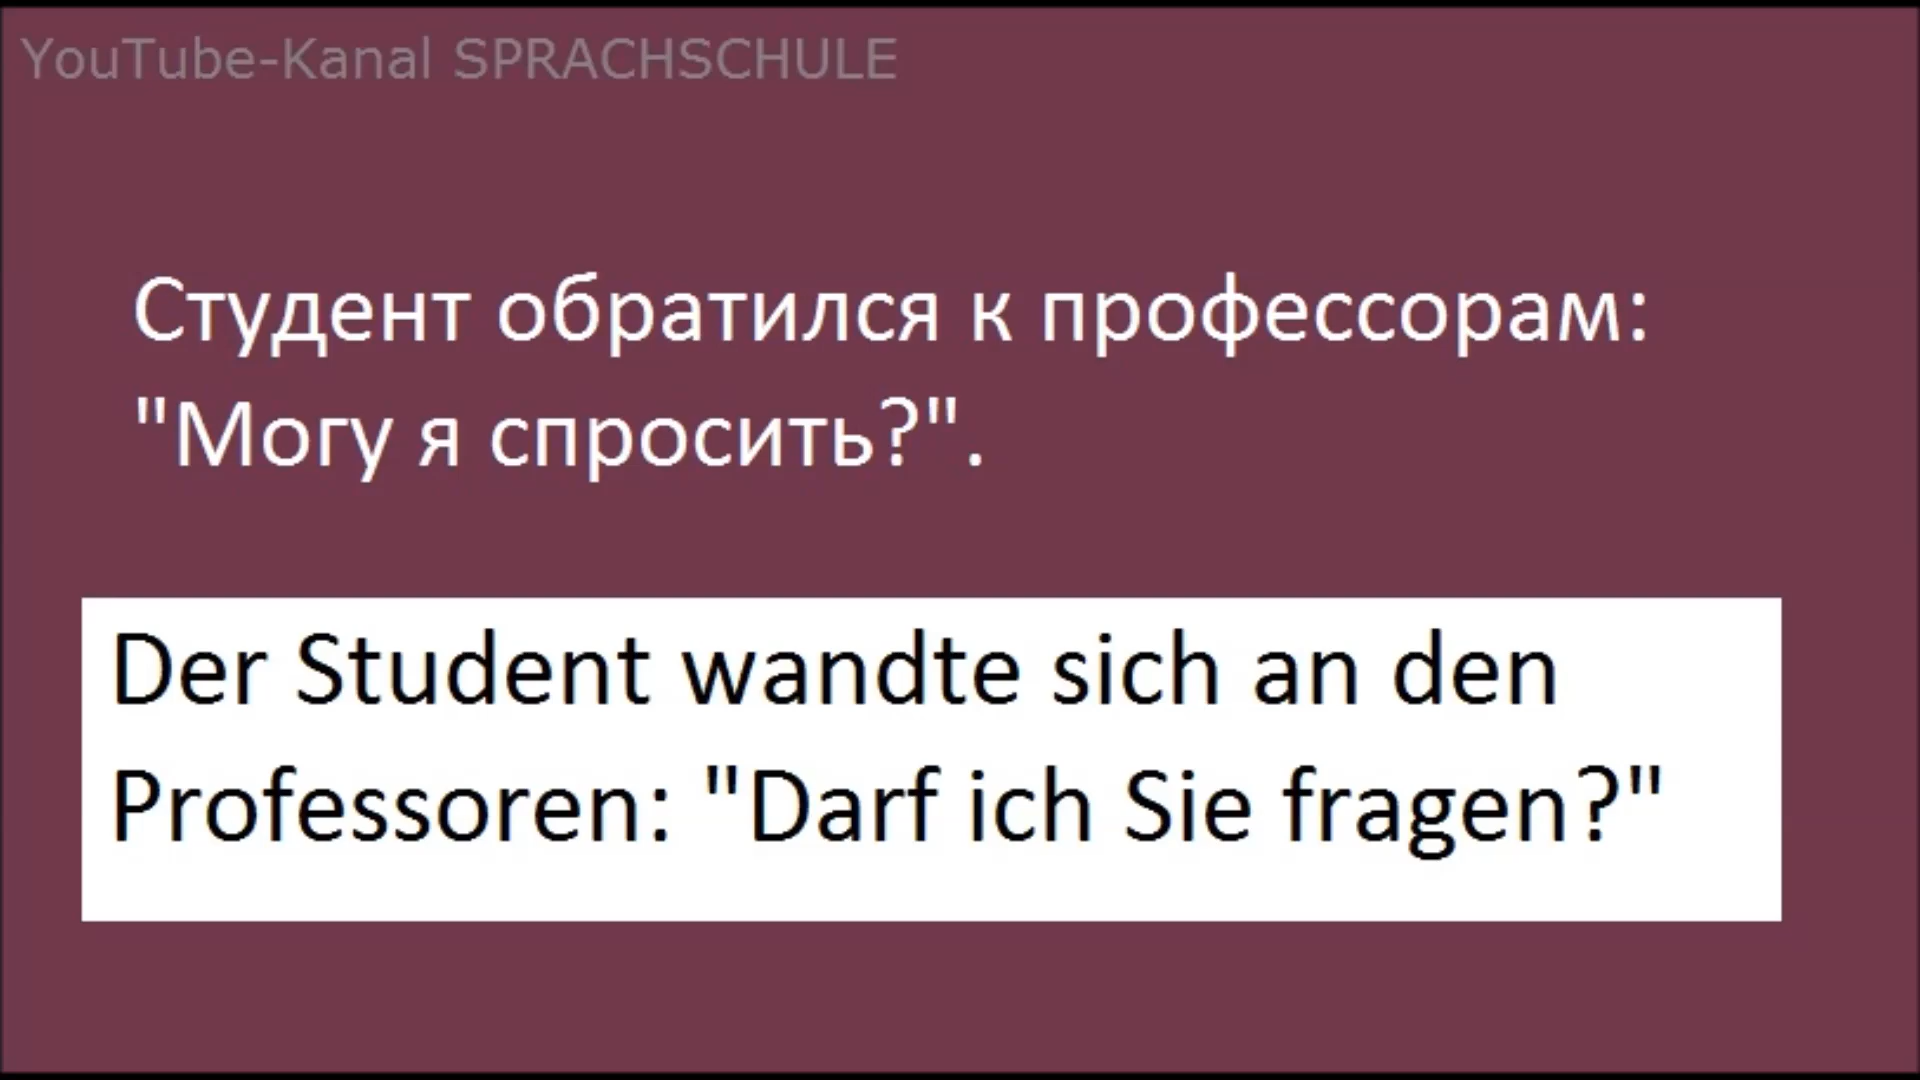 YouTube-Kanal SPRACHSCHULE
Студент обратился к профессорам:
"Могу я спросить?".
Der Student wandte sich an den
Professoren: "Darf ich Sie fragen?"